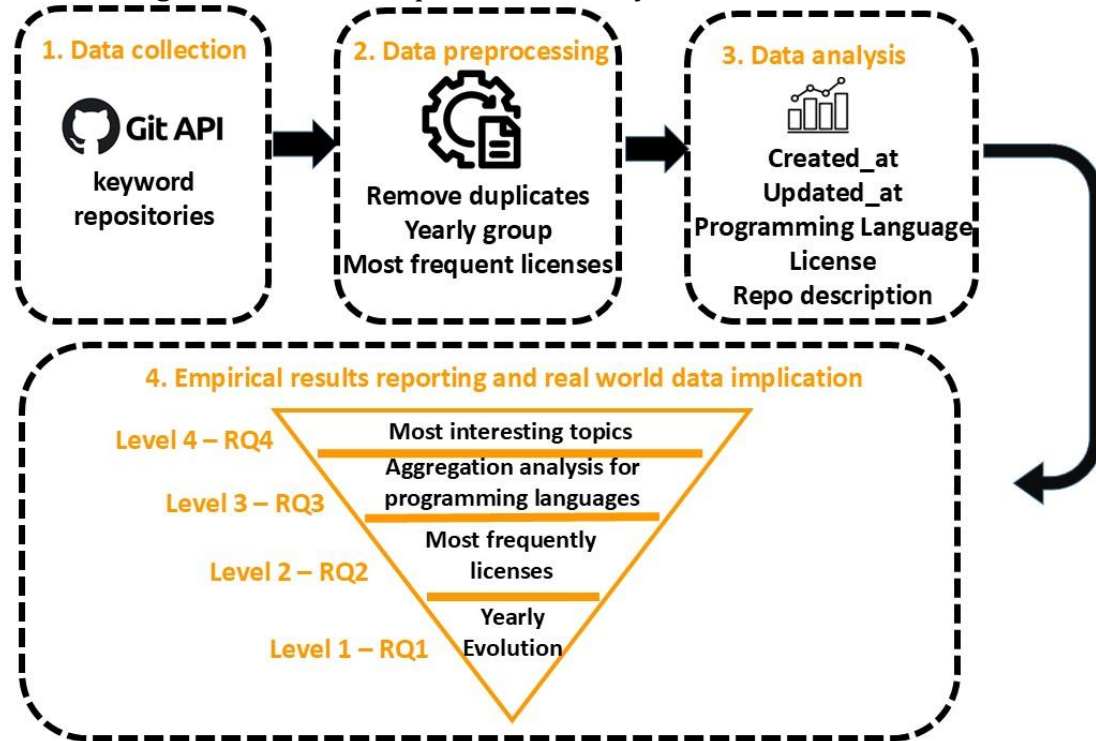 1. Data collection
Git API
keyword
repositories
2. Data preprocessing
Remove duplicates
Yearly group
Most frequent licenses
3. Data analysis
Created_at
Updated_at
Programming Language
License
Repo description
4. Empirical results reporting and real world data implication
Level 4 – RQ4
Most interesting topics
Level 3 – RQ3
Aggregation analysis for
programming languages
Level 2 – RQ2
Most frequently
licenses
Level 1 – RQ1
Yearly
Evolution